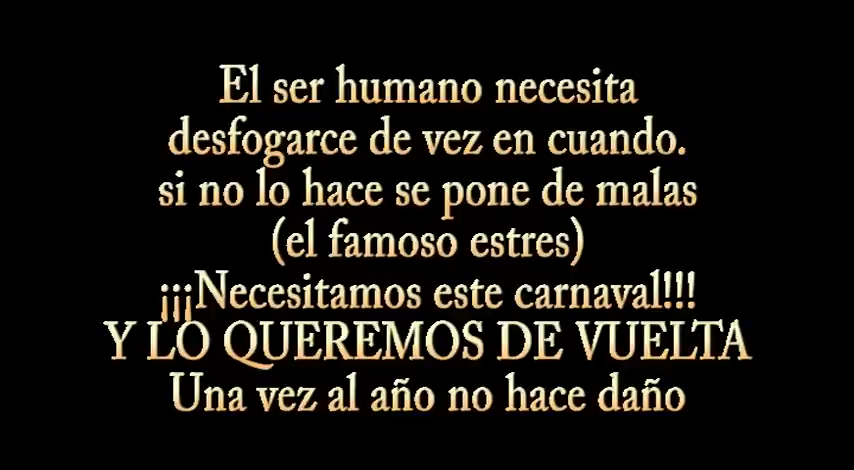 El ser humano necesita
desfogarce de vez en cuando.
si no lo hace se pone de malas
(el famoso estres)
¡¡¡Necesitamos este carnaval!!!
Y LO QUEREMOS DE VUELTA
Una vez al año no hace daño